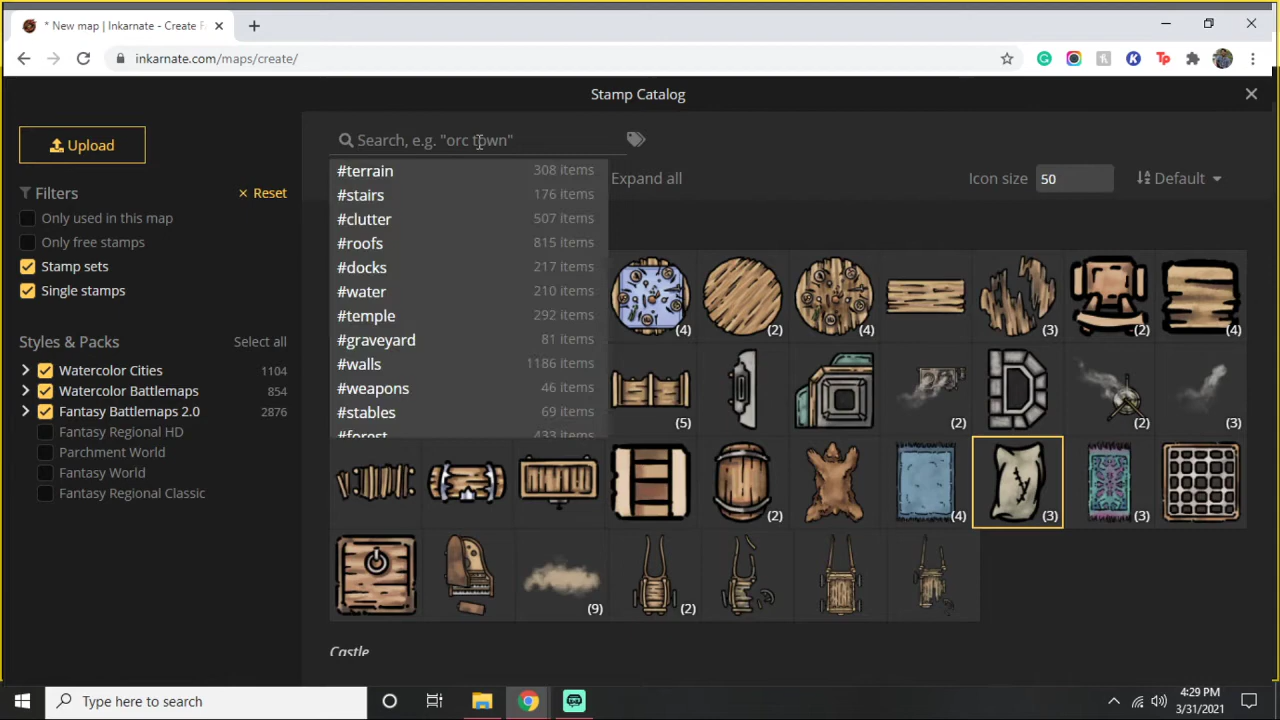 * New map | Inkarnate - Create F
inkarnate.com/maps/create/
Stamp Catalog
Upload
Search, e.g. "orc town"
Filters
Reset
Only used in this map
Only free stamps
Stamp sets
Single stamps
Expand all
Icon size
50
Default
#terrain 308 items
#stairs 176 items
#clutter 507 items
#roofs 815 items
#docks 217 items
#water 210 items
#temple 292 items
#graveyard 81 items
#walls 1186 items
#weapons 46 items
#stables 69 items
#forest 433 items
Styles & Packs
Select all
Watercolor Cities 1104
Watercolor Battlemaps 854
Fantasy Battlemaps 2.0 2876
Fantasy Regional HD
Parchment World
Fantasy World
Fantasy Regional Classic
(4) (2) (4) (3) (2) (4)
(5) (2) (2) (3)
(2) (4) (3) (3)
(9) (2)
Castle
Type here to search
4:29 PM
3/31/2021